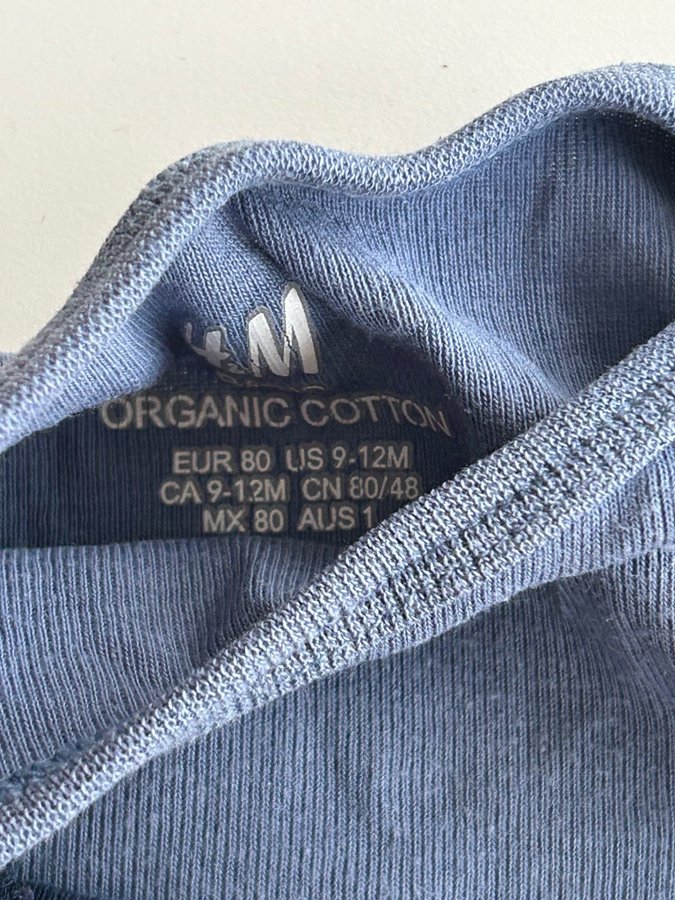 H&M
ORGANIC COTTON
EUR 80 US 9-12M
CA 9-12M CN 80/48
MX 80 AUS 1